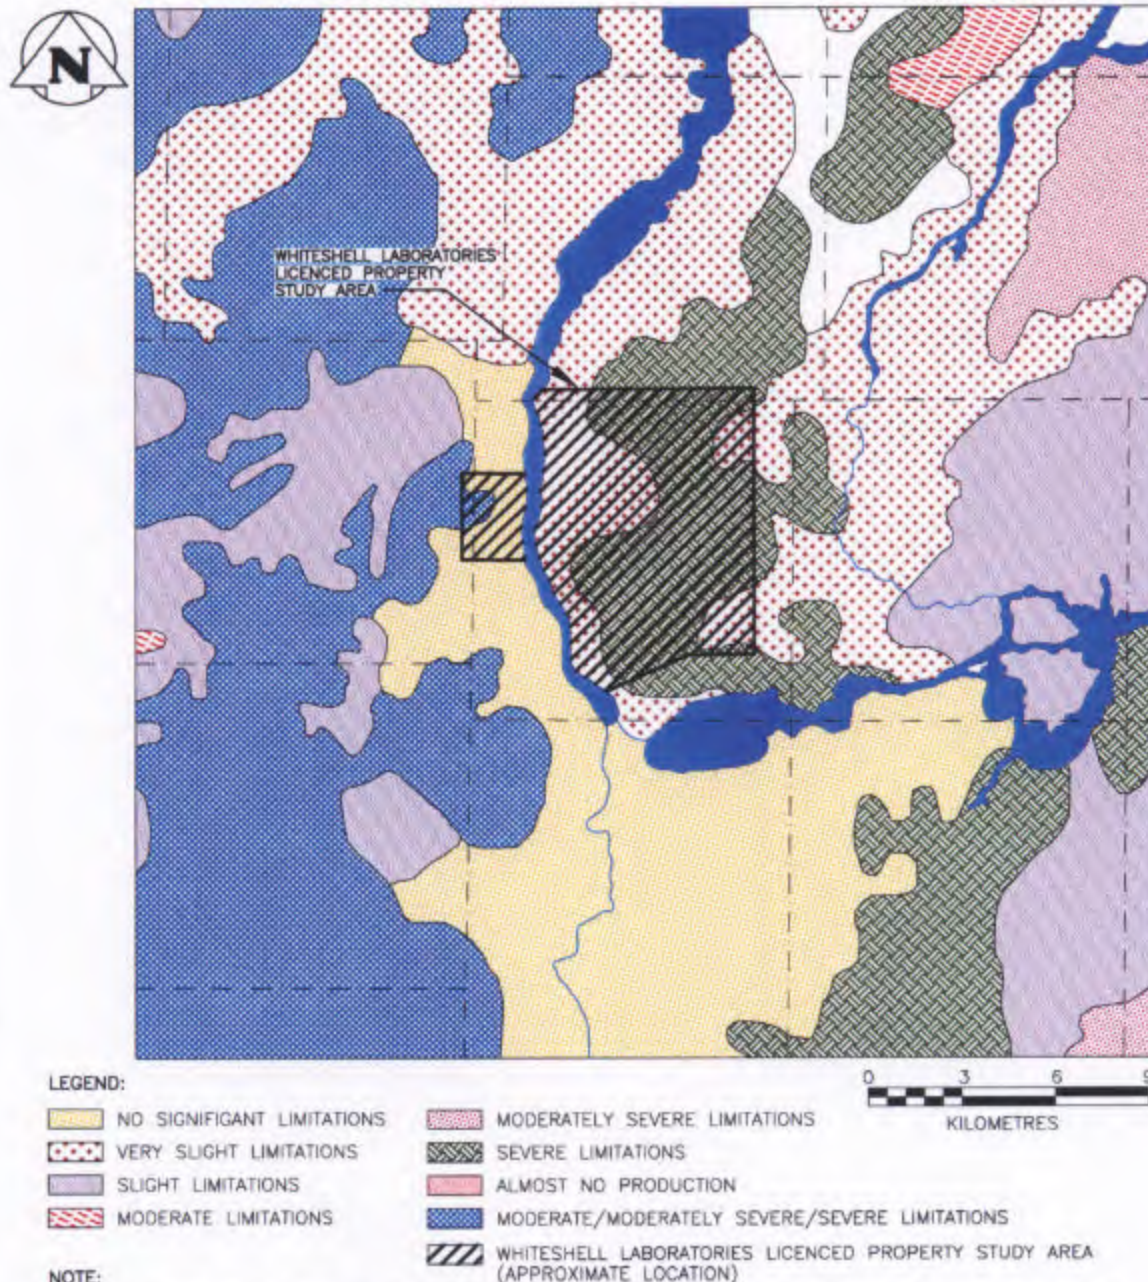 N
WHITESHELL LABORATORIES
LICENCED PROPERTY
STUDY AREA
LEGEND:
NO SIGNIFICANT LIMITATIONS
VERY SLIGHT LIMITATIONS
SLIGHT LIMITATIONS
MODERATE LIMITATIONS
MODERATELY SEVERE LIMITATIONS
SEVERE LIMITATIONS
ALMOST NO PRODUCTION
MODERATE/MODERATELY SEVERE/SEVERE LIMITATIONS
WHITESHELL LABORATORIES LICENCED PROPERTY STUDY AREA
(APPROXIMATE LOCATION)
0 3 6 9
KILOMETRES
NOTE: